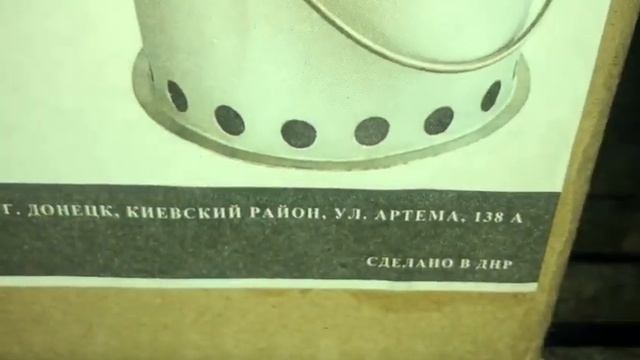 Г. ДОНЕЦК, КИЕВСКИЙ РАЙОН, УЛ. АРТЕМА, 138 А
СДЕЛАНО В ДНР